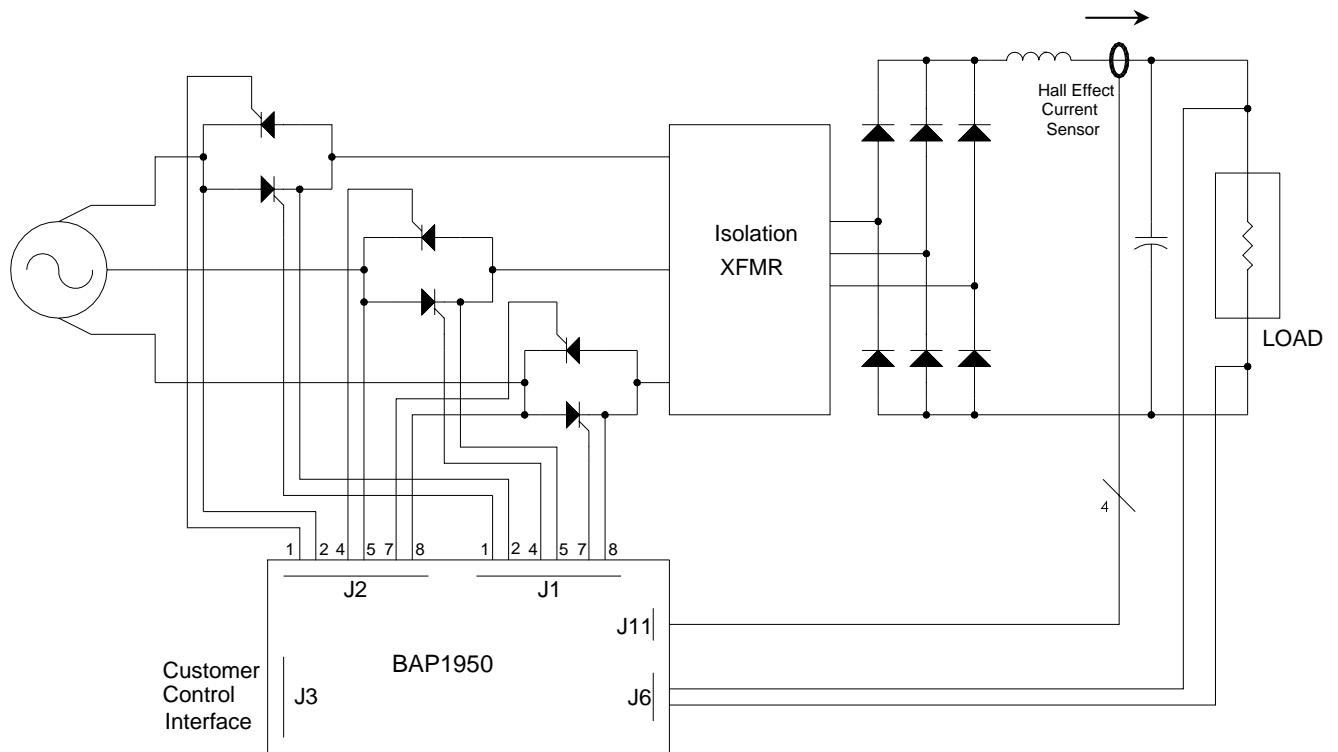 Hall Effect
Current
Sensor
Isolation
XFMR
LOAD
4
1 2 4 5 7 8 1 2 4 5 7 8
J2 J1
J11
BAP1950
Customer
Control
Interface
J3
J6